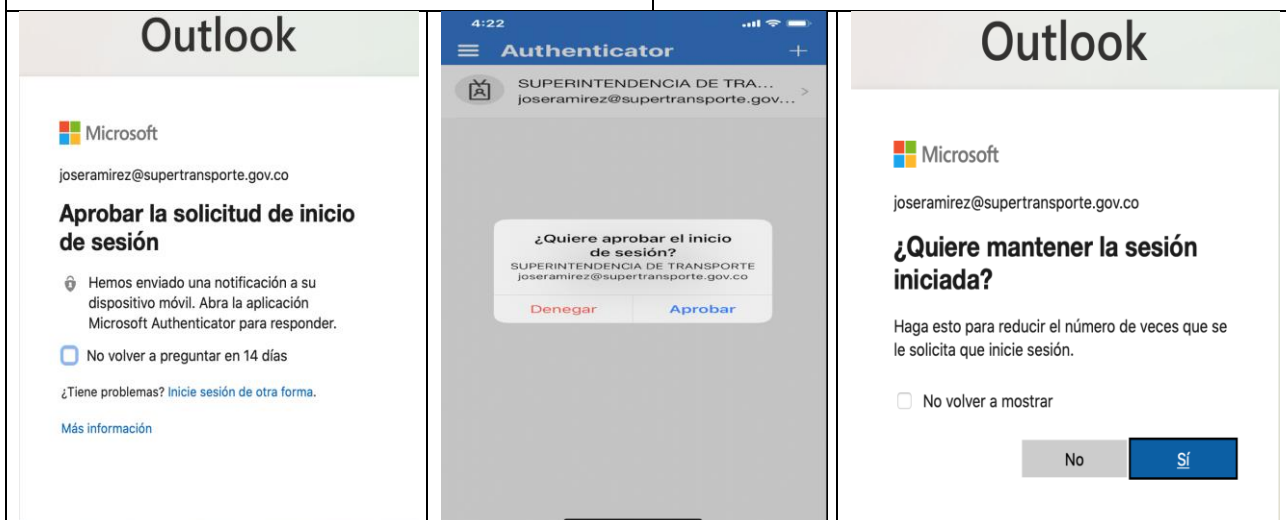 Outlook
Microsoft
joseramirez@supertransporte.gov.co
Aprobar la solicitud de inicio
de sesión
Hemos enviado una notificación a su
dispositivo móvil. Abra la aplicación
Microsoft Authenticator para responder.
No volver a preguntar en 14 días
¿Tiene problemas? Inicie sesión de otra forma.
Más información
4:22
Authenticator
SUPERINTENDENCIA DE TRA...
joseramirez@supertransporte.gov...
¿Quiere aprobar el inicio
de sesión?
SUPERINTENDENCIA DE TRANSPORTE
joseramirez@supertransporte.gov.co
Denegar Aprobar
Outlook
Microsoft
joseramirez@supertransporte.gov.co
¿Quiere mantener la sesión
iniciada?
Haga esto para reducir el número de veces que se
le solicita que inicie sesión.
No volver a mostrar
No Sí